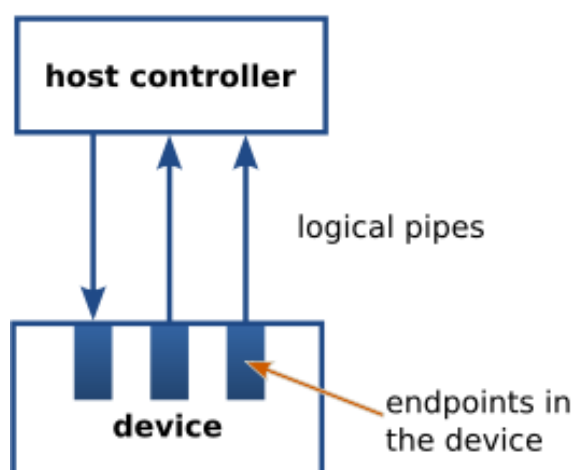 host controller
logical pipes
endpoints in
the device
device